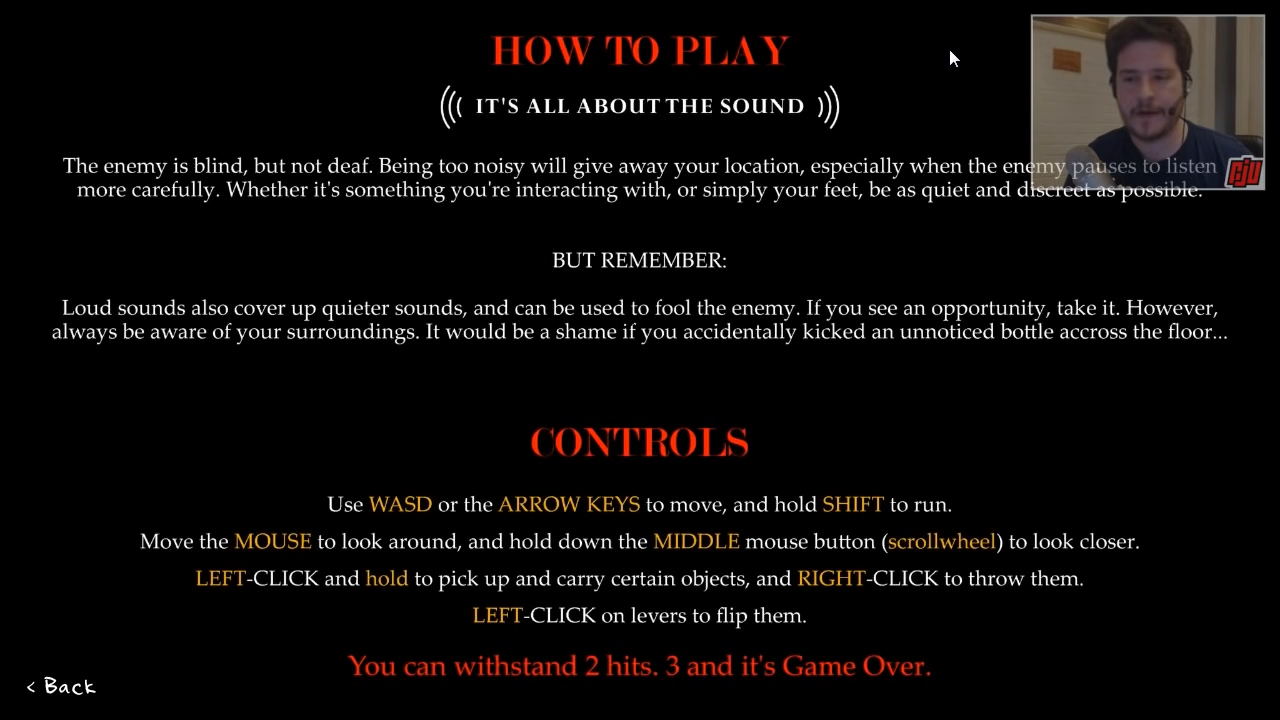 HOW TO PLAY
IT'S ALL ABOUT THE SOUND
The enemy is blind, but not deaf. Being too noisy will give away your location, especially when the enemy pauses to listen
more carefully. Whether it's something you're interacting with, or simply your feet, be as quiet and discreet as possible.
BUT REMEMBER:
Loud sounds also cover up quieter sounds, and can be used to fool the enemy. If you see an opportunity, take it. However,
always be aware of your surroundings. It would be a shame if you accidentally kicked an unnoticed bottle accross the floor...
CONTROLS
Use WASD or the ARROW KEYS to move, and hold SHIFT to run.
Move the MOUSE to look around, and hold down the MIDDLE mouse button (scrollwheel) to look closer.
LEFT-CLICK and hold to pick up and carry certain objects, and RIGHT-CLICK to throw them.
LEFT-CLICK on levers to flip them.
You can withstand 2 hits. 3 and it's Game Over.
< Back